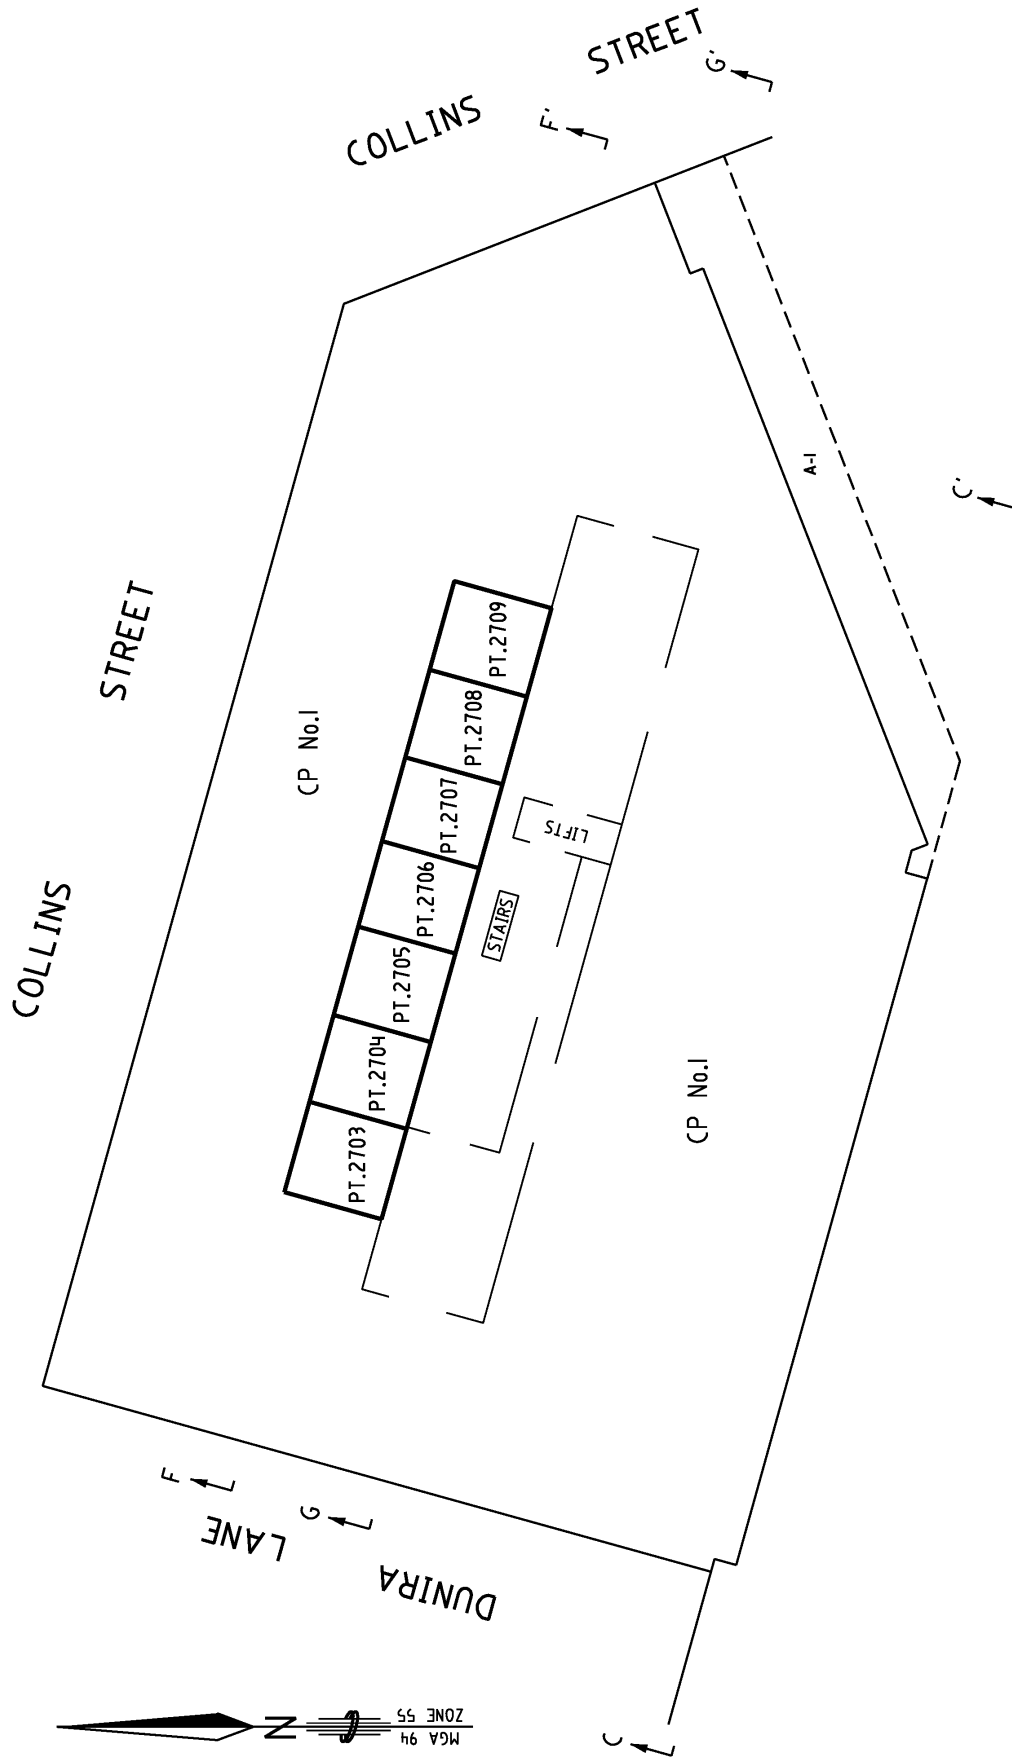 COLLINS STREET
COLLINS STREET
F'
G'
C'
A-1
CP No.1
PT.2703
PT.2704
PT.2705
PT.2706
PT.2707
PT.2708
PT.2709
LIFTS
STAIRS
CP No.1
F
G
C
DUNIRA LANE
N
MGA 94
ZONE 55